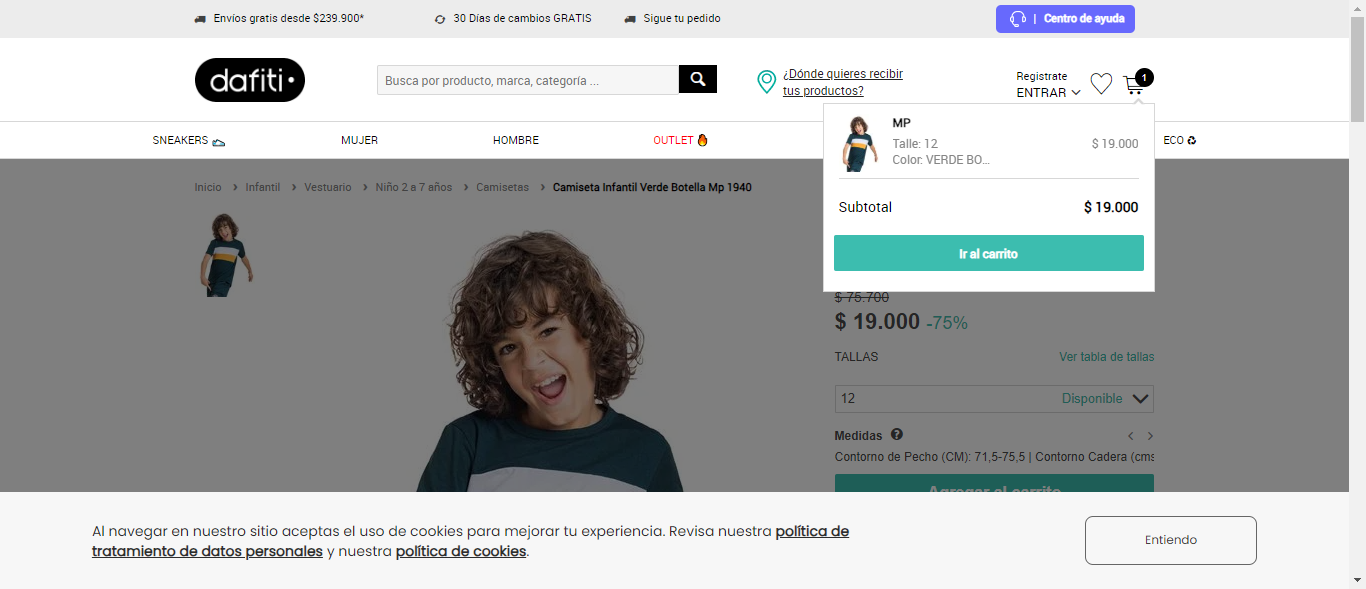 Envíos gratis desde $239.900*
30 Días de cambios GRATIS
Sigue tu pedido
| Centro de ayuda
dafiti
Busca por producto, marca, categoría ...
¿Dónde quieres recibir
tus productos?
Registrate
ENTRAR
1
SNEAKERS
MUJER
HOMBRE
OUTLET
ECO
MP
Talle: 12
$ 19.000
Color: VERDE BO...
Subtotal
$ 19.000
Ir al carrito
Inicio > Infantil > Vestuario > Niño 2 a 7 años > Camisetas > Camiseta Infantil Verde Botella Mp 1940
$ 75.700
$ 19.000 -75%
TALLAS
Ver tabla de tallas
12
Disponible
Medidas
Contorno de Pecho (CM): 71,5-75,5 | Contorno Cadera (cms
Agregar al carrito
Al navegar en nuestro sitio aceptas el uso de cookies para mejorar tu experiencia. Revisa nuestra política de
tratamiento de datos personales y nuestra política de cookies.
Entiendo